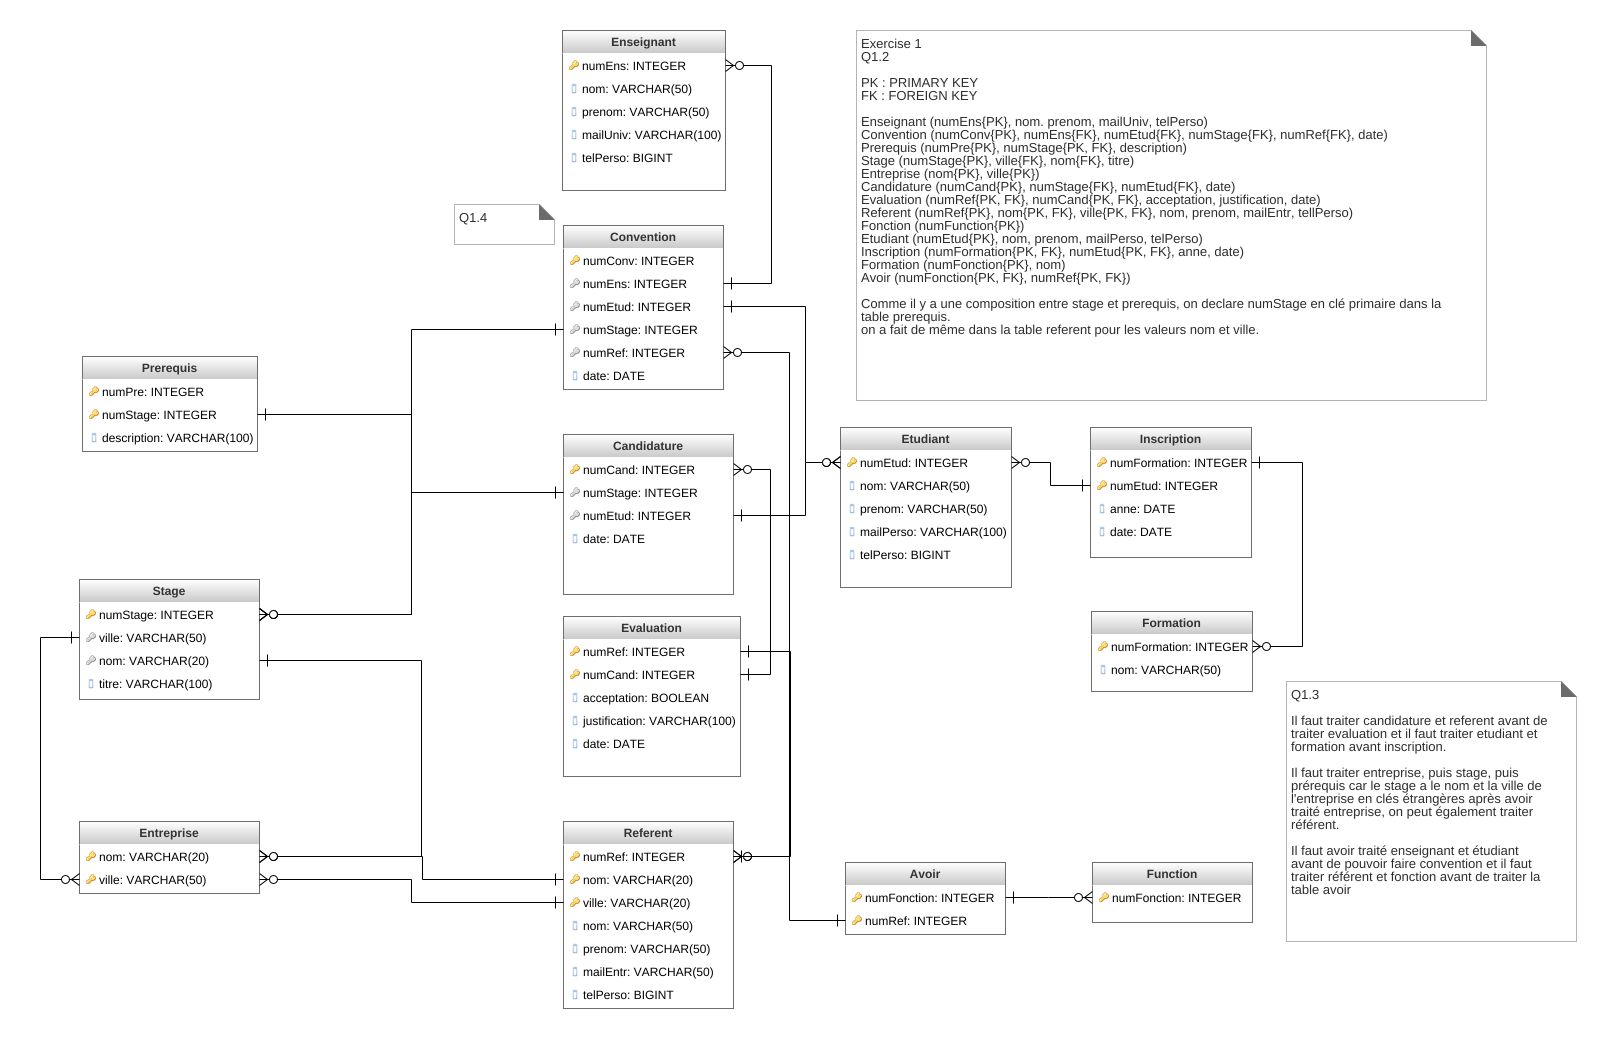 Enseignant
numEns: INTEGER
nom: VARCHAR(50)
prenom: VARCHAR(50)
mailUniv: VARCHAR(100)
telPerso: BIGINT
Exercise 1
Q1.2
PK : PRIMARY KEY
FK : FOREIGN KEY
Enseignant (numEns{PK}, nom. prenom, mailUniv, telPerso)
Convention (numConv{PK}, numEns{FK}, numEtud{FK}, numStage{FK}, numRef{FK}, date)
Prerequis (numPre{PK}, numStage{PK, FK}, description)
Stage (numStage{PK}, ville{FK}, nom{FK}, titre)
Entreprise (nom{PK}, ville{PK})
Candidature (numCand{PK}, numStage{FK}, numEtud{FK}, date)
Evaluation (numRef{PK, FK}, numCand{PK, FK}, acceptation, justification, date)
Referent (numRef{PK}, nom{PK, FK}, ville{PK, FK}, nom, prenom, mailEntr, tellPerso)
Fonction (numFunction{PK})
Etudiant (numEtud{PK}, nom, prenom, mailPerso, telPerso)
Inscription (numFormation{PK, FK}, numEtud{PK, FK}, anne, date)
Formation (numFonction{PK}, nom)
Avoir (numFonction{PK, FK}, numRef{PK, FK})
Comme il y a une composition entre stage et prerequis, on declare numStage en clé primaire dans la
table prerequis.
on a fait de même dans la table referent pour les valeurs nom et ville.
Q1.4
Convention
numConv: INTEGER
numEns: INTEGER
numEtud: INTEGER
numStage: INTEGER
numRef: INTEGER
date: DATE
Prerequis
numPre: INTEGER
numStage: INTEGER
description: VARCHAR(100)
Candidature
numCand: INTEGER
numStage: INTEGER
numEtud: INTEGER
date: DATE
Etudiant
numEtud: INTEGER
nom: VARCHAR(50)
prenom: VARCHAR(50)
mailPerso: VARCHAR(100)
telPerso: BIGINT
Inscription
numFormation: INTEGER
numEtud: INTEGER
anne: DATE
date: DATE
Stage
numStage: INTEGER
ville: VARCHAR(50)
nom: VARCHAR(20)
titre: VARCHAR(100)
Evaluation
numRef: INTEGER
numCand: INTEGER
acceptation: BOOLEAN
justification: VARCHAR(100)
date: DATE
Formation
numFormation: INTEGER
nom: VARCHAR(50)
Q1.3
Il faut traiter candidature et referent avant de
traiter evaluation et il faut traiter etudiant et
formation avant inscription.
Il faut traiter entreprise, puis stage, puis
prérequis car le stage a le nom et la ville de
l'entreprise en clés étrangères après avoir
traité entreprise, on peut également traiter
référent.
Il faut avoir traité enseignant et étudiant
avant de pouvoir faire convention et il faut
traiter référent et fonction avant de traiter la
table avoir
Entreprise
nom: VARCHAR(20)
ville: VARCHAR(50)
Referent
numRef: INTEGER
nom: VARCHAR(20)
ville: VARCHAR(20)
nom: VARCHAR(50)
prenom: VARCHAR(50)
mailEntr: VARCHAR(50)
telPerso: BIGINT
Avoir
numFonction: INTEGER
numRef: INTEGER
Function
numFonction: INTEGER